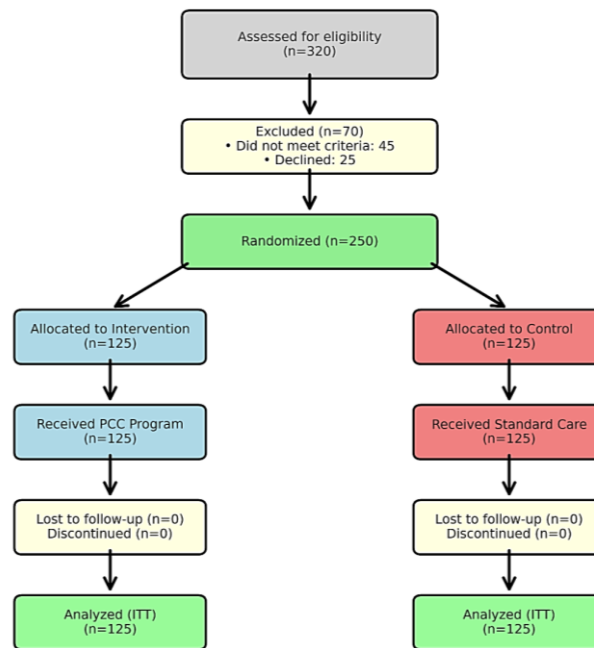 Assessed for eligibility
(n=320)
Excluded (n=70)
• Did not meet criteria: 45
• Declined: 25
Randomized (n=250)
Allocated to Intervention
(n=125)
Allocated to Control
(n=125)
Received PCC Program
(n=125)
Received Standard Care
(n=125)
Lost to follow-up (n=0)
Discontinued (n=0)
Lost to follow-up (n=0)
Discontinued (n=0)
Analyzed (ITT)
(n=125)
Analyzed (ITT)
(n=125)